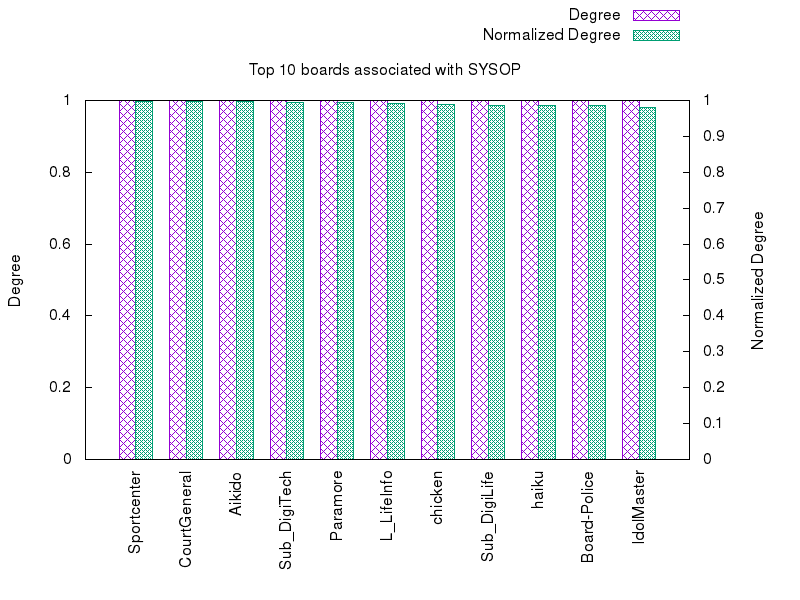 Degree
Normalized Degree
Top 10 boards associated with SYSOP
1
0.8
0.6
0.4
0.2
0
Degree
1
0.9
0.8
0.7
0.6
0.5
0.4
0.3
0.2
0.1
0
Normalized Degree
Sportcenter
CourtGeneral
Aikido
Sub_DigiTech
Paramore
L_LifeInfo
chicken
Sub_DigiLife
haiku
Board-Police
IdolMaster